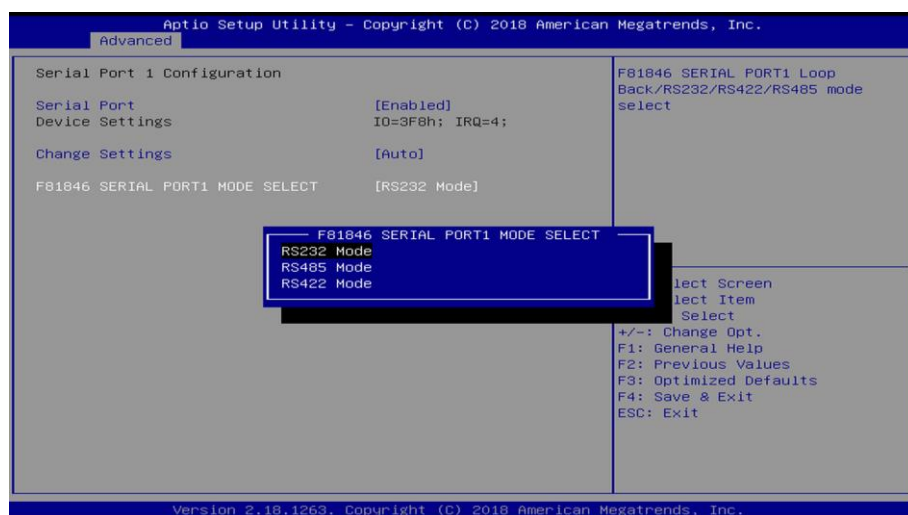 Aptio Setup Utility – Copyright (C) 2018 American Megatrends, Inc.
Advanced
Serial Port 1 Configuration
Serial Port [Enabled]
Device Settings IO=3F8h; IRQ=4;
Change Settings [Auto]
F81846 SERIAL PORT1 MODE SELECT [RS232 Mode]
F81846 SERIAL PORT1 Loop
Back/RS232/RS422/RS485 mode
select
F81846 SERIAL PORT1 MODE SELECT
RS232 Mode
RS485 Mode
RS422 Mode
lect Screen
lect Item
Select
+/-: Change Opt.
F1: General Help
F2: Previous Values
F3: Optimized Defaults
F4: Save & Exit
ESC: Exit
Version 2.18.1263. Copyright (C) 2018 American Megatrends, Inc.